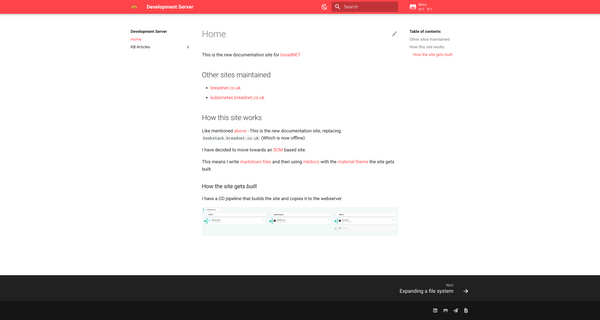 Development Server
Search
Development Server
Home
KB Articles
Home
This is the new documentation site for breadNET
Other sites maintained
breadnet.co.uk
kubernetes.breadnet.co.uk
How this site works
Like mentioned above - This is the new documentation site, replacing
bookstack.breadnet.co.uk (Which is now offline)
I have decided to move towards an SCM based site.
This means I write markdown files and then using mkdocs with the material theme the site gets
built.
How the site gets built
I have a CD pipeline that builds the site and copies it to the webserver
Table of contents
Other sites maintained
How this site works
How the site gets built
Next
Expanding a file system